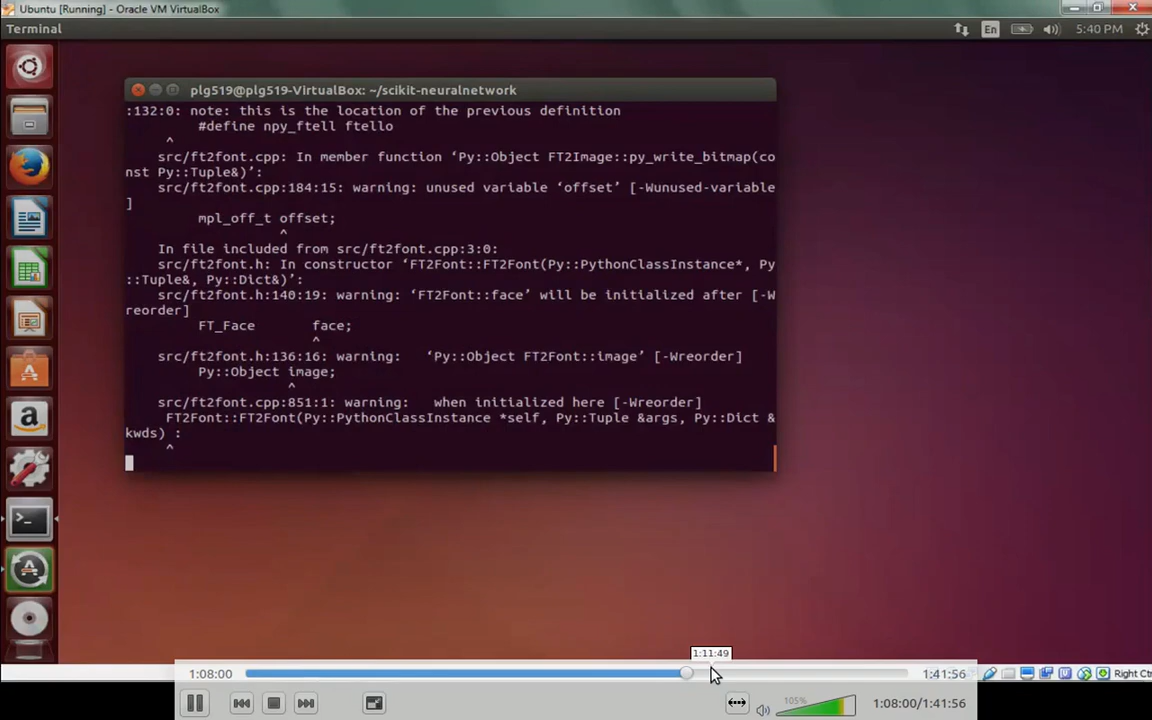 Ubuntu [Running] - Oracle VM VirtualBox
Terminal
En
5:40 PM
plg519@plg519-VirtualBox: ~/scikit-neuralnetwork
:132:0: note: this is the location of the previous definition
#define npy_ftell ftello
^
src/ft2font.cpp: In member function ‘Py::Object FT2Image::py_write_bitmap(co
nst Py::Tuple&)’:
src/ft2font.cpp:184:15: warning: unused variable ‘offset’ [-Wunused-variable
]
mpl_off_t offset;
^
In file included from src/ft2font.cpp:3:0:
src/ft2font.h: In constructor ‘FT2Font::FT2Font(Py::PythonClassInstance*, Py
::Tuple&, Py::Dict&)’:
src/ft2font.h:140:19: warning: ‘FT2Font::face’ will be initialized after [-W
reorder]
FT_Face       face;
^
src/ft2font.h:136:16: warning:   ‘Py::Object FT2Font::image’ [-Wreorder]
Py::Object image;
^
src/ft2font.cpp:851:1: warning:   when initialized here [-Wreorder]
FT2Font::FT2Font(Py::PythonClassInstance *self, Py::Tuple &args, Py::Dict &
kwds) :
^
1:11:49
1:08:00
1:41:56
Right Ctr
105%
1:08:00/1:41:56